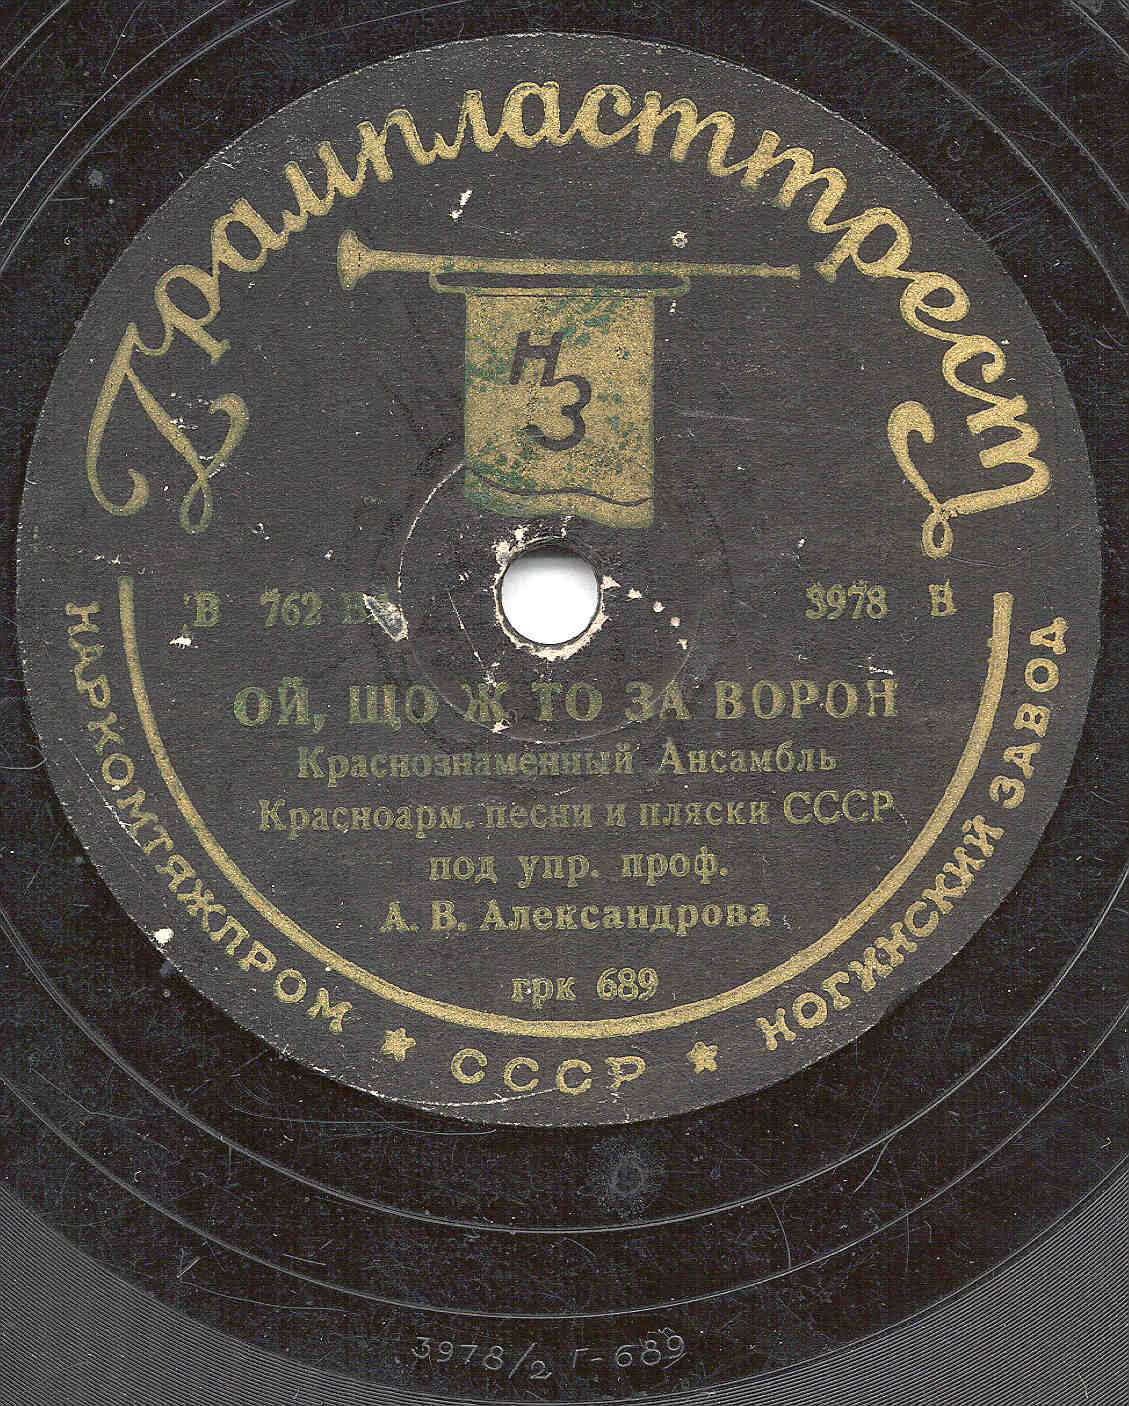 Грампласттрест
НЗ
В 762 В
3978 В
ОЙ, ЩО Ж ТО ЗА ВОРОН
Краснознаменный Ансамбль
Красноарм. песни и пляски СССР
под упр. проф.
А. В. Александрова
грк 689
НАРКОМТЯЖПРОМ ★ СССР ★ НОГИНСКИЙ ЗАВОД
3978/2 Г-689